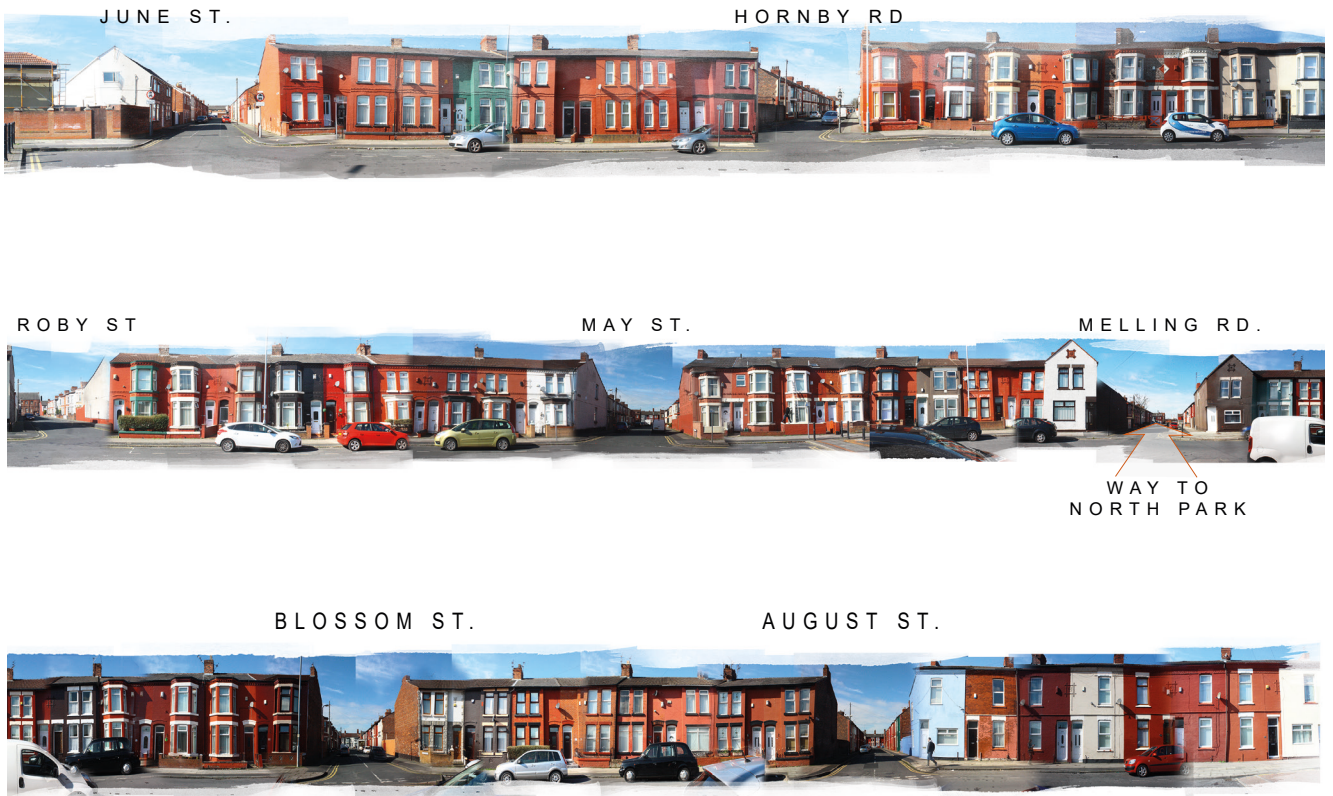 JUNE ST.
HORNBY RD
ROBY ST
MAY ST.
MELLING RD.
WAY TO
NORTH PARK
BLOSSOM ST.
AUGUST ST.